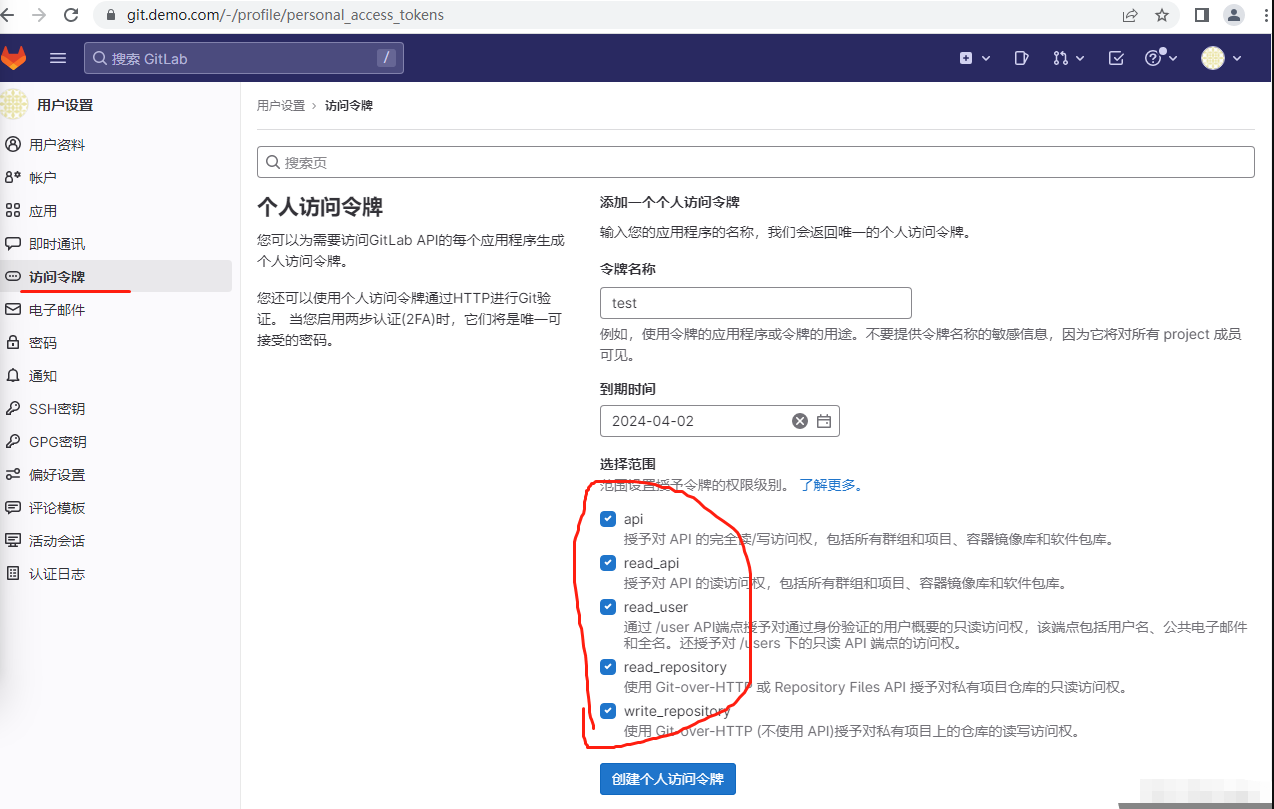 git.demo.com/-/profile/personal_access_tokens
搜索 GitLab
/
用户设置
用户资料
帐户
应用
即时通讯
访问令牌
电子邮件
密码
通知
SSH密钥
GPG密钥
偏好设置
评论模板
活动会话
认证日志
用户设置 › 访问令牌
搜索页
个人访问令牌
您可以为需要访问GitLab API的每个应用程序生成
个人访问令牌。
您还可以使用个人访问令牌通过HTTP进行Git验
证。 当您启用两步认证(2FA)时，它们将是唯一可
接受的密码。
添加一个个人访问令牌
输入您的应用程序的名称，我们会返回唯一的个人访问令牌。
令牌名称
test
例如，使用令牌的应用程序或令牌的用途。不要提供令牌名称的敏感信息，因为它将对所有 project 成员
可见。
到期时间
2024-04-02
选择范围
范围设置授予令牌的权限级别。 了解更多。
api
授予对 API 的完全读/写访问权，包括所有群组和项目、容器镜像库和软件包库。
read_api
授予对 API 的读访问权，包括所有群组和项目、容器镜像库和软件包库。
read_user
通过 /user API端点授予对通过身份验证的用户概要的只读访问权，该端点包括用户名、公共电子邮件
和全名。还授予对 /users 下的只读 API 端点的访问权。
read_repository
使用 Git-over-HTTP 或 Repository Files API 授予对私有项目仓库的只读访问权。
write_repository
使用 Git-over-HTTP (不使用 API)授予对私有项目上的仓库的读写访问权。
创建个人访问令牌